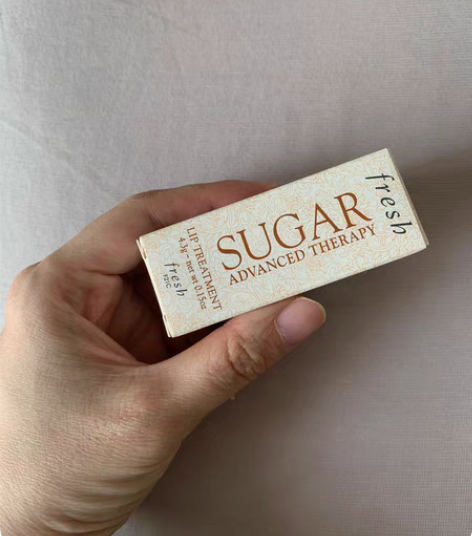 fresh
SUGAR
ADVANCED THERAPY
LIP TREATMENT
4.3g - net wt 0.15oz
fresh